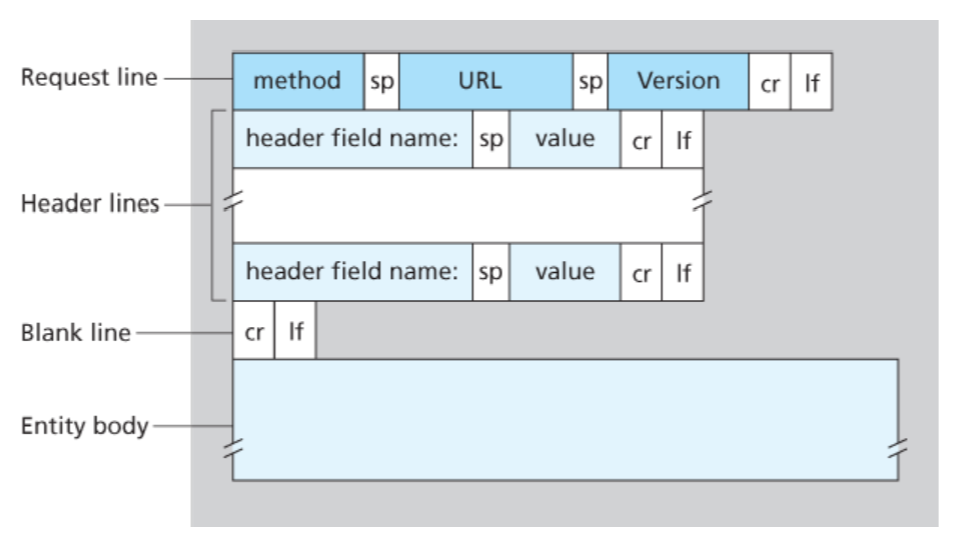 Request line method sp URL sp Version cr lf
header field name: sp value cr lf
Header lines
header field name: sp value cr lf
Blank line cr lf
Entity body